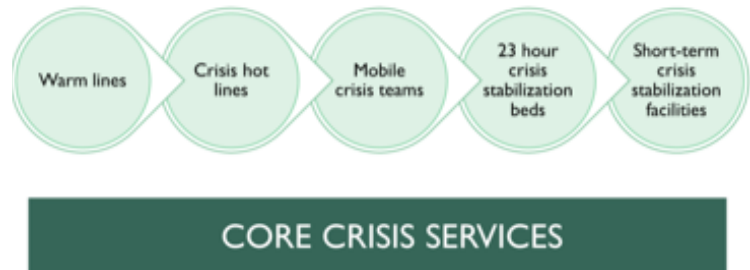 Warm lines
Crisis hot
lines
Mobile
crisis teams
23 hour
crisis
stabilization
beds
Short-term
crisis
stabilization
facilities
CORE CRISIS SERVICES